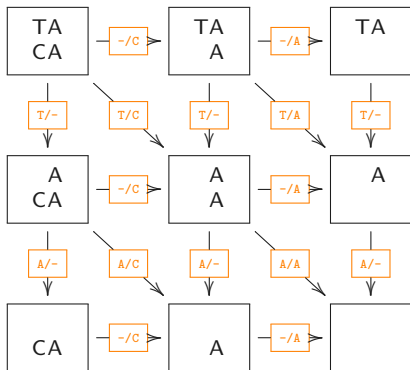 TA TA TA
-/C -/A
CA A
T/- T/C T/- T/A T/-
A A A
-/C -/A
CA A
A/- A/C A/- A/A A/-
-/C -/A
CA A